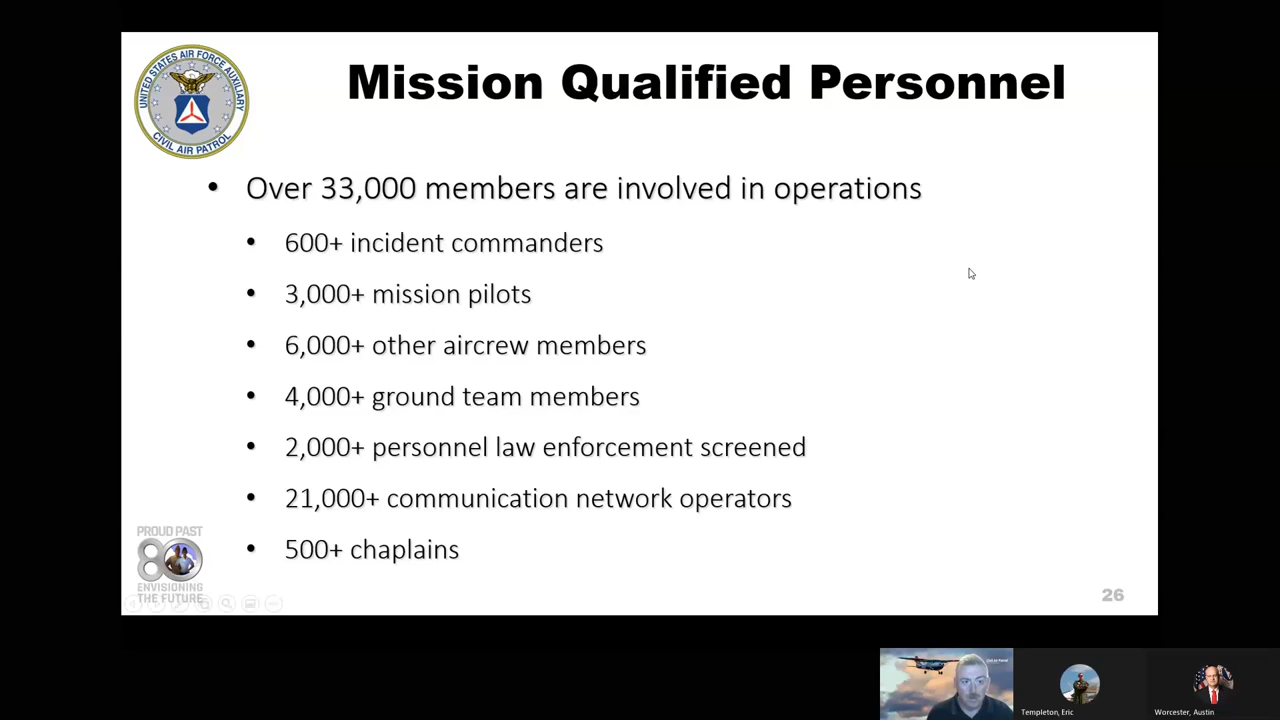 UNITED STATES AIR FORCE AUXILIARY
CIVIL AIR PATROL
Mission Qualified Personnel
• Over 33,000 members are involved in operations
• 600+ incident commanders
• 3,000+ mission pilots
• 6,000+ other aircrew members
• 4,000+ ground team members
• 2,000+ personnel law enforcement screened
• 21,000+ communication network operators
• 500+ chaplains
PROUD PAST
80
ENVISIONING
THE FUTURE
26
Templeton, Eric
Worcester, Austin